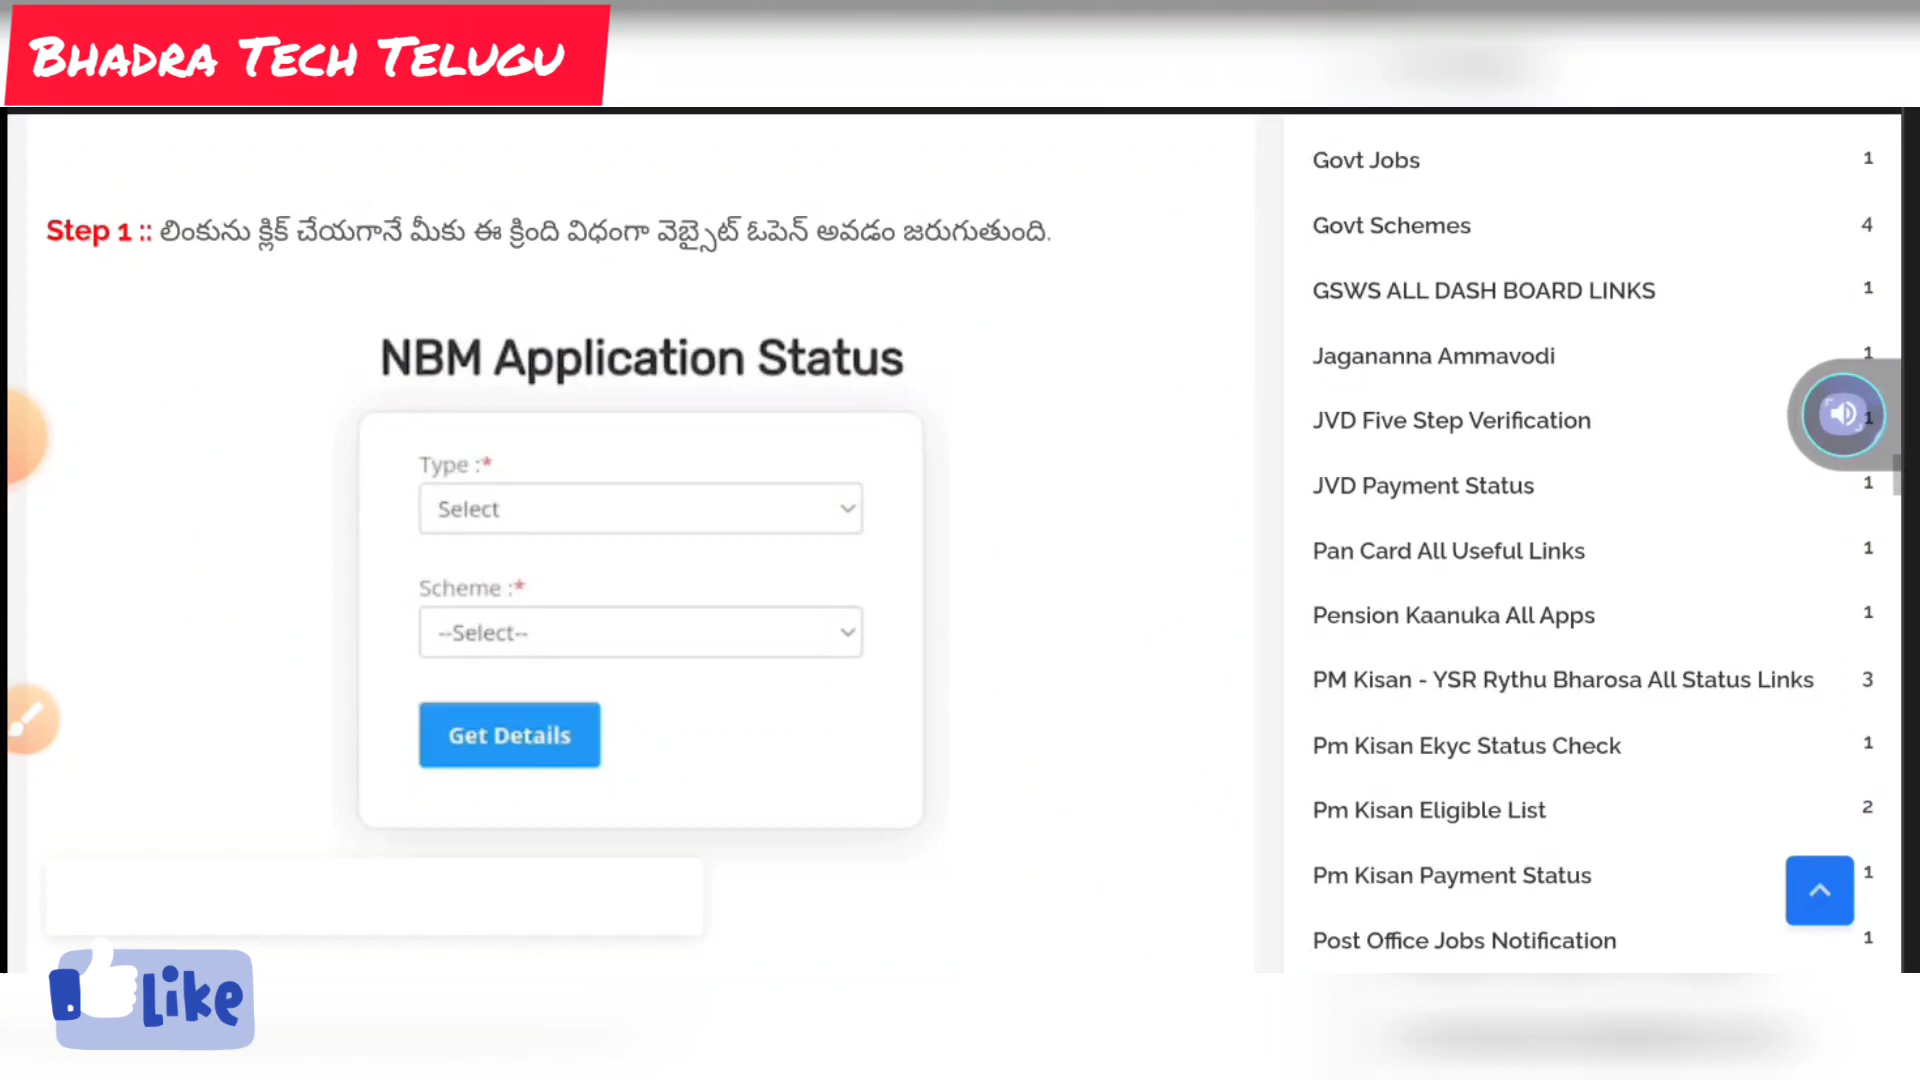 BHADRA TECH TELUGU
Step 1 :: లింకును క్లిక్ చేయగానే మీకు ఈ క్రింది విధంగా వెబ్సైట్ ఓపెన్ అవడం జరుగుతుంది.
NBM Application Status
Type :*
Select
Scheme :*
--Select--
Get Details
Like
Govt Jobs 1
Govt Schemes 4
GSWS ALL DASH BOARD LINKS 1
Jagananna Ammavodi 1
JVD Five Step Verification 1
JVD Payment Status 1
Pan Card All Useful Links 1
Pension Kaanuka All Apps 1
PM Kisan - YSR Rythu Bharosa All Status Links 3
Pm Kisan Ekyc Status Check 1
Pm Kisan Eligible List 2
Pm Kisan Payment Status 1
Post Office Jobs Notification 1